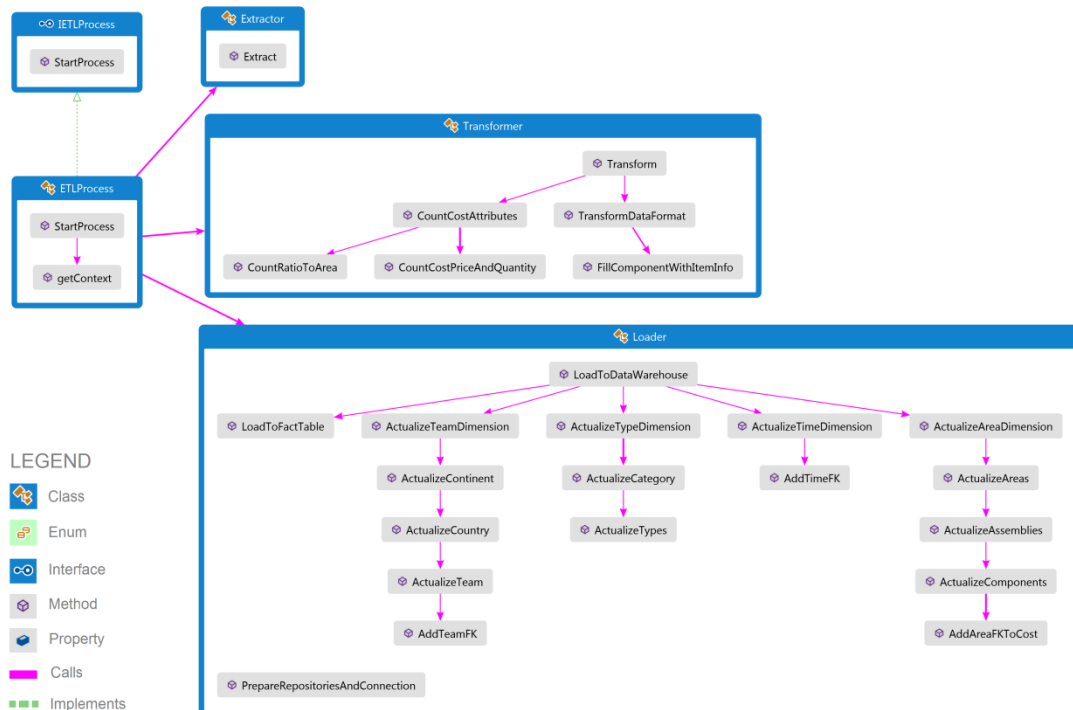 IETLProcess
StartProcess
Extractor
Extract
Transformer
Transform
CountCostAttributes
TransformDataFormat
CountRatioToArea
CountCostPriceAndQuantity
FillComponentWithItemInfo
ETLProcess
StartProcess
getContext
Loader
LoadToDataWarehouse
LoadToFactTable
ActualizeTeamDimension
ActualizeTypeDimension
ActualizeTimeDimension
ActualizeAreaDimension
ActualizeContinent
ActualizeCategory
AddTimeFK
ActualizeAreas
ActualizeCountry
ActualizeTypes
ActualizeAssemblies
ActualizeTeam
ActualizeComponents
AddTeamFK
AddAreaFKToCost
PrepareRepositoriesAndConnection
LEGEND
Class
Enum
Interface
Method
Property
Calls
Implements